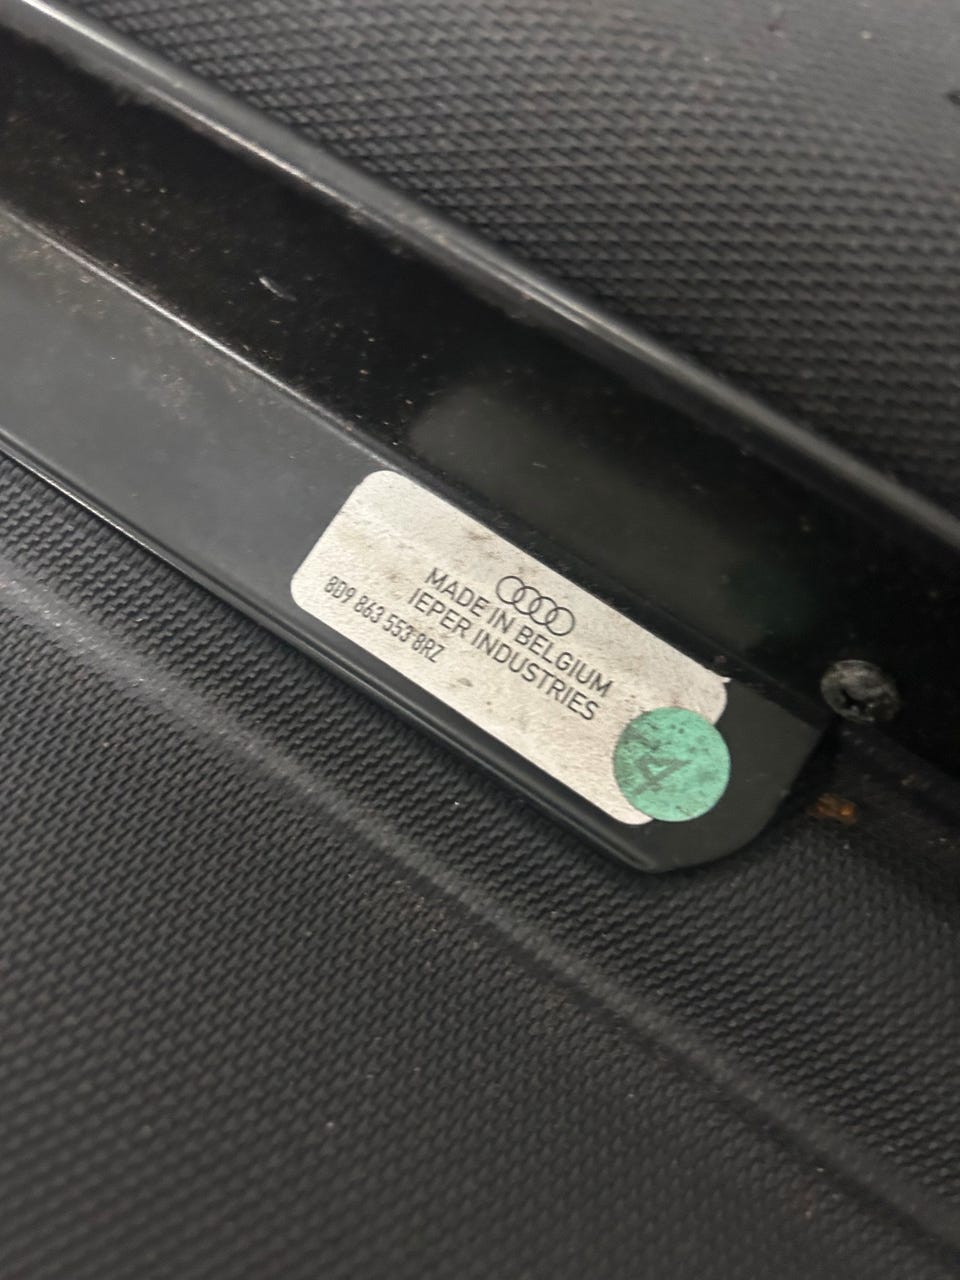 MADE IN BELGIUM
IEPER INDUSTRIES
8D9 863 553 8RZ
4